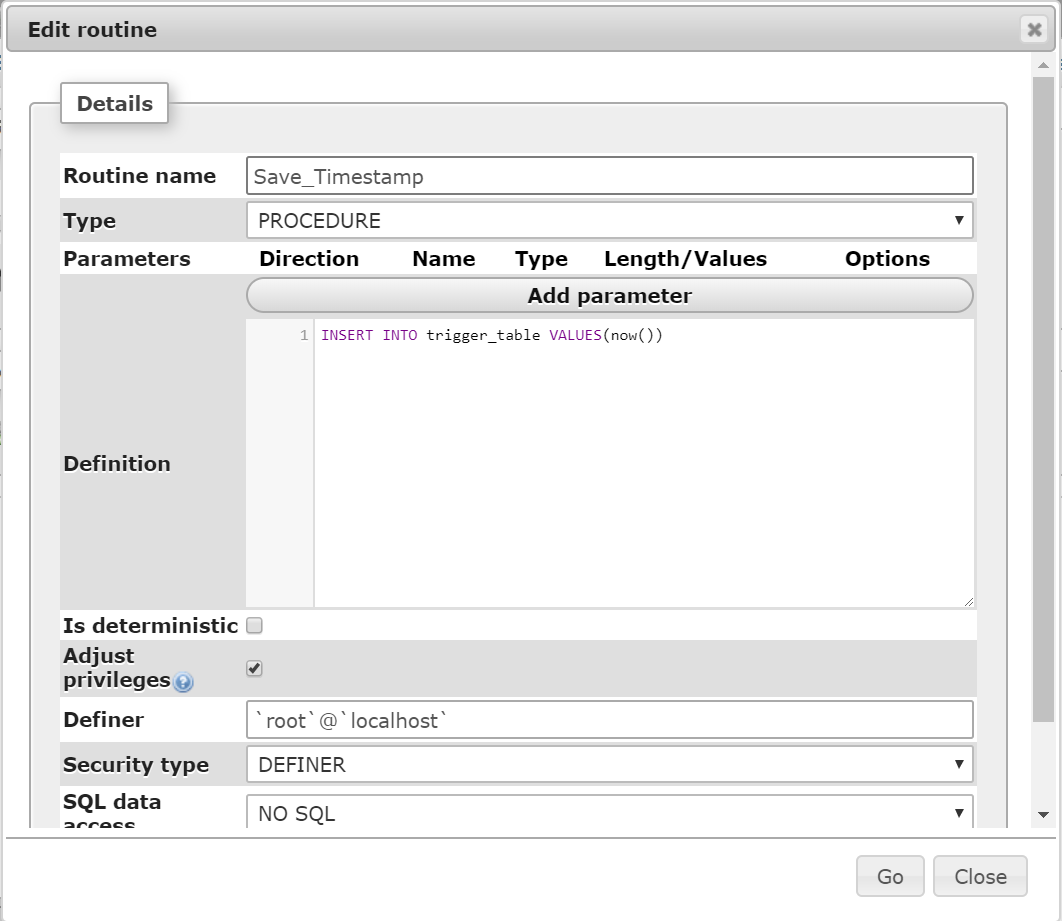 Edit routine
Details
Routine name Save_Timestamp
Type PROCEDURE
Parameters Direction Name Type Length/Values Options
Add parameter
1 INSERT INTO trigger_table VALUES(now())
Definition
Is deterministic
Adjust
privileges
Definer `root`@`localhost`
Security type DEFINER
SQL data
access
NO SQL
Go Close